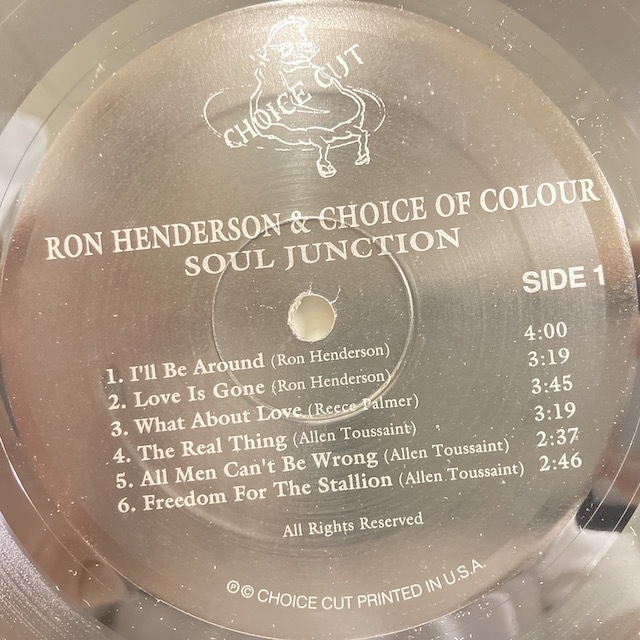 CHOICE CUT
RON HENDERSON & CHOICE OF COLOUR
SOUL JUNCTION
SIDE 1
1. I'll Be Around (Ron Henderson) 4:00
2. Love Is Gone (Ron Henderson) 3:19
3. What About Love (Reece Palmer) 3:45
4. The Real Thing (Allen Toussaint) 3:19
5. All Men Can't Be Wrong (Allen Toussaint) 2:37
6. Freedom For The Stallion (Allen Toussaint) 2:46
All Rights Reserved
℗ © CHOICE CUT PRINTED IN U.S.A.